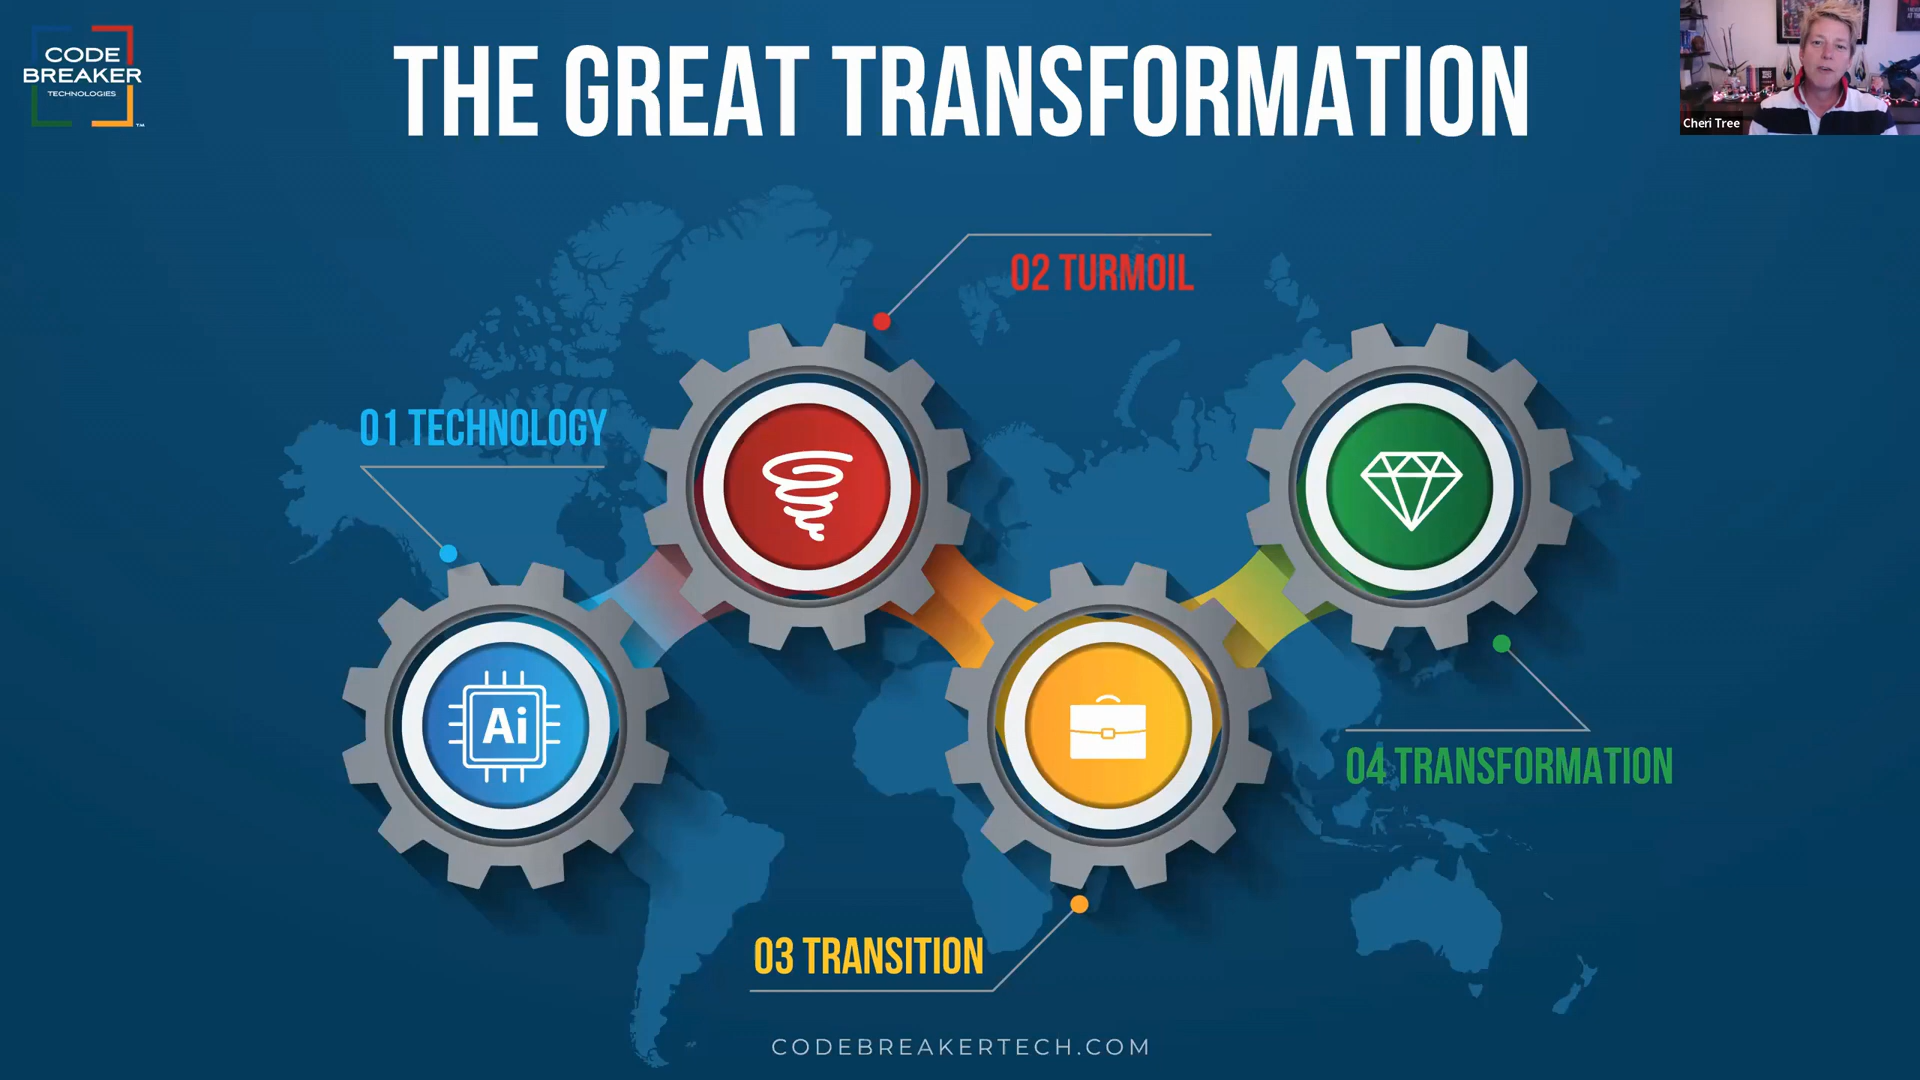 CODE
BREAKER
TECHNOLOGIES
™
THE GREAT TRANSFORMATION
Cheri Tree
02 TURMOIL
01 TECHNOLOGY
Ai
04 TRANSFORMATION
03 TRANSITION
CODEBREAKERTECH.COM